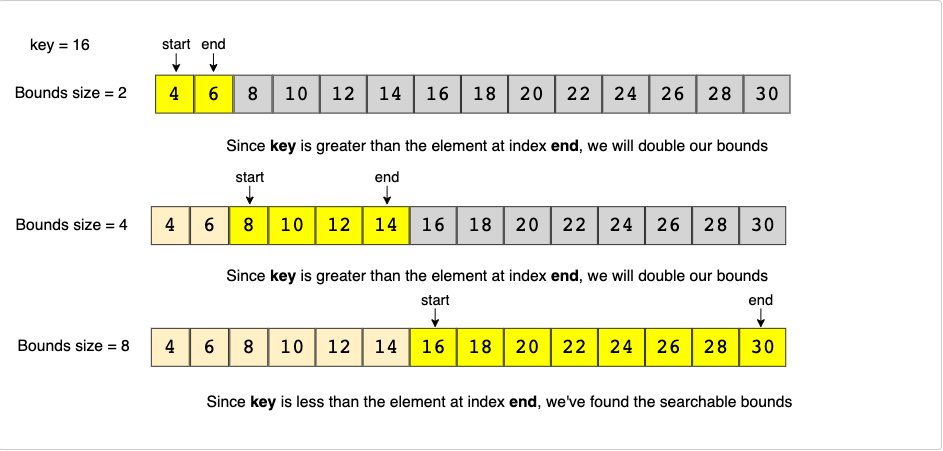 key = 16
start end
Bounds size = 2
4 6 8 10 12 14 16 18 20 22 24 26 28 30
Since key is greater than the element at index end, we will double our bounds
start end
Bounds size = 4
4 6 8 10 12 14 16 18 20 22 24 26 28 30
Since key is greater than the element at index end, we will double our bounds
start end
Bounds size = 8
4 6 8 10 12 14 16 18 20 22 24 26 28 30
Since key is less than the element at index end, we've found the searchable bounds